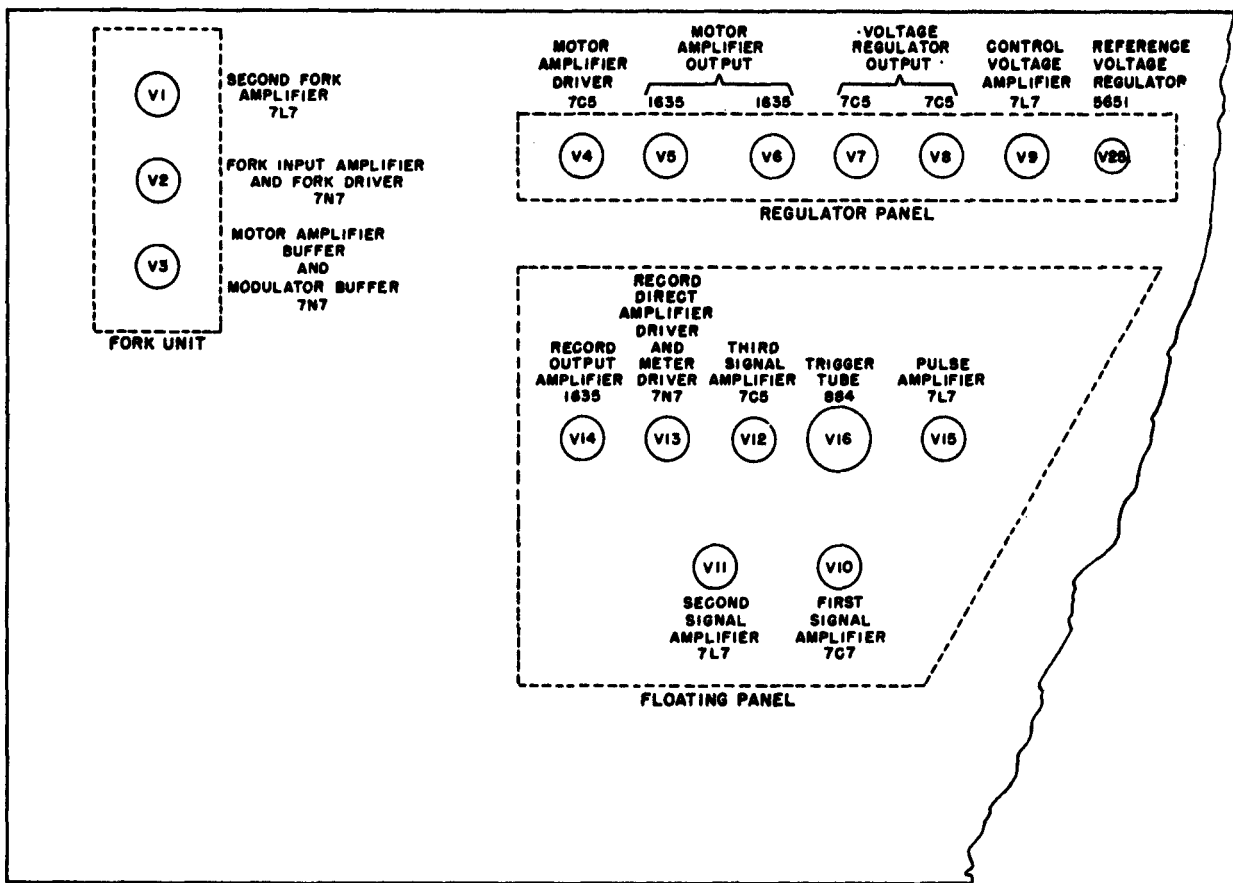 V1
SECOND FORK
AMPLIFIER
7L7
V2
FORK INPUT AMPLIFIER
AND FORK DRIVER
7N7
V3
MOTOR AMPLIFIER
BUFFER
AND
MODULATOR BUFFER
7N7
FORK UNIT
MOTOR
AMPLIFIER
DRIVER
7C5
MOTOR
AMPLIFIER
OUTPUT
1635 1635
VOLTAGE
REGULATOR
OUTPUT
7C5 7C5
CONTROL
VOLTAGE
AMPLIFIER
7L7
REFERENCE
VOLTAGE
REGULATOR
5651
V4 V5 V6 V7 V8 V9 V25
REGULATOR PANEL
RECORD
OUTPUT
AMPLIFIER
1635
RECORD
DIRECT
AMPLIFIER
DRIVER
AND
METER
DRIVER
7N7
THIRD
SIGNAL
AMPLIFIER
7C5
TRIGGER
TUBE
884
PULSE
AMPLIFIER
7L7
V14 V13 V12 V16 V15
V11 V10
SECOND
SIGNAL
AMPLIFIER
7L7
FIRST
SIGNAL
AMPLIFIER
7C7
FLOATING PANEL